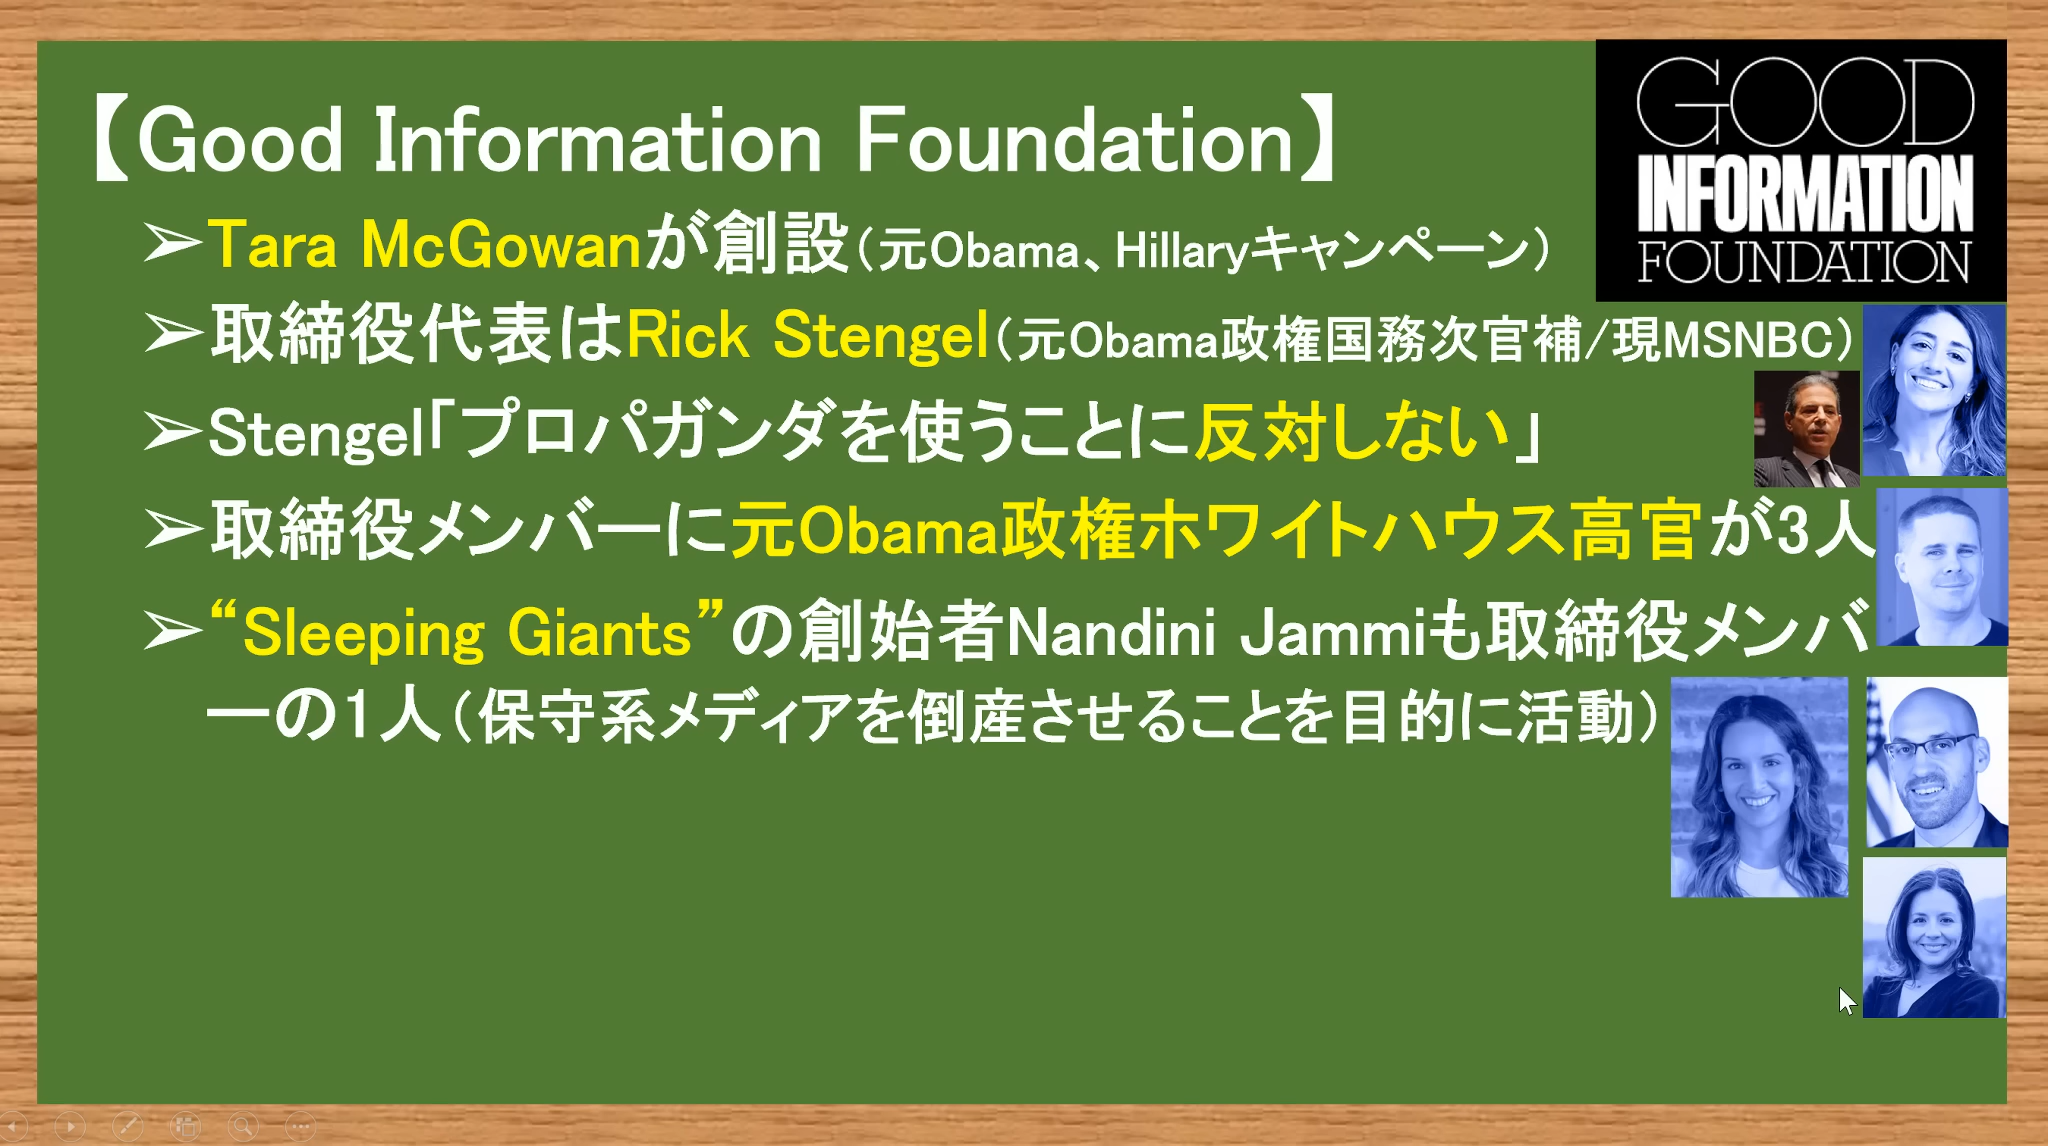 【Good Information Foundation】
GOOD
INFORMATION
FOUNDATION
➢Tara McGowanが創設（元Obama、Hillaryキャンペーン）
➢取締役代表はRick Stengel（元Obama政権国務次官補/現MSNBC）
➢Stengel「プロパガンダを使うことに反対しない」
➢取締役メンバーに元Obama政権ホワイトハウス高官が3人
➢“Sleeping Giants”の創始者Nandini Jammiも取締役メンバ
ーの1人（保守系メディアを倒産させることを目的に活動）